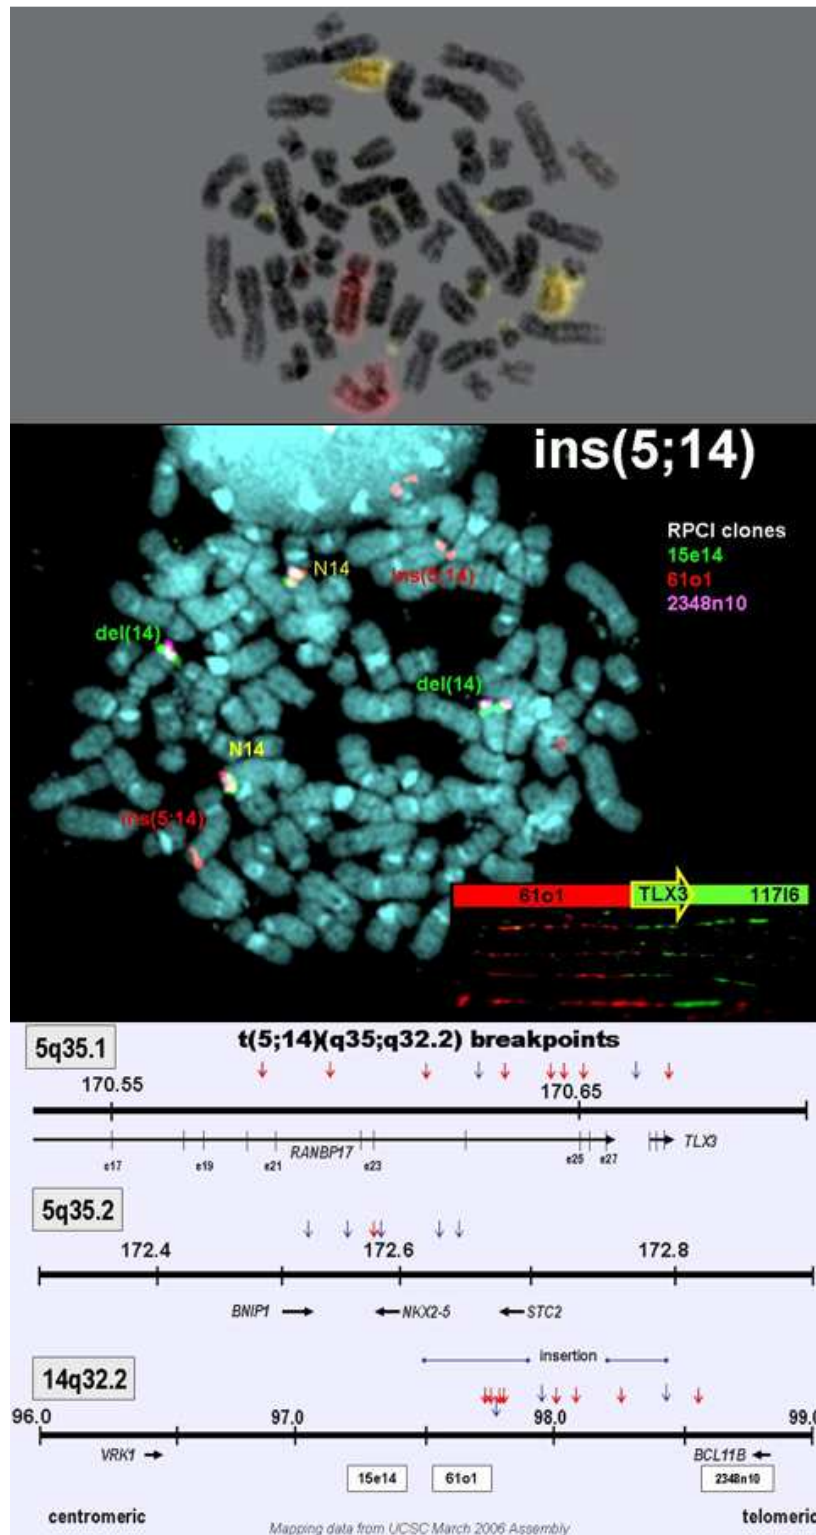 ins(5;14)
RPCI clones
15e14
61o1
2348n10
N14
ins(5;14)
del(14)
del(14)
N14
ins(5;14)
61o1 TLX3 117l6
5q35.1
t(5;14)(q35;q32.2) breakpoints
170.55 170.65
RANBP17 TLX3
e17 e19 e21 e23 e25 e27
5q35.2
172.4 172.6 172.8
BNIP1 NKX2-5 STC2
insertion
14q32.2
96.0 97.0 98.0 99.0
VRK1 BCL11B
15e14 61o1 2348n10
centromeric telomeric
Mapping data from UCSC March 2006 Assembly